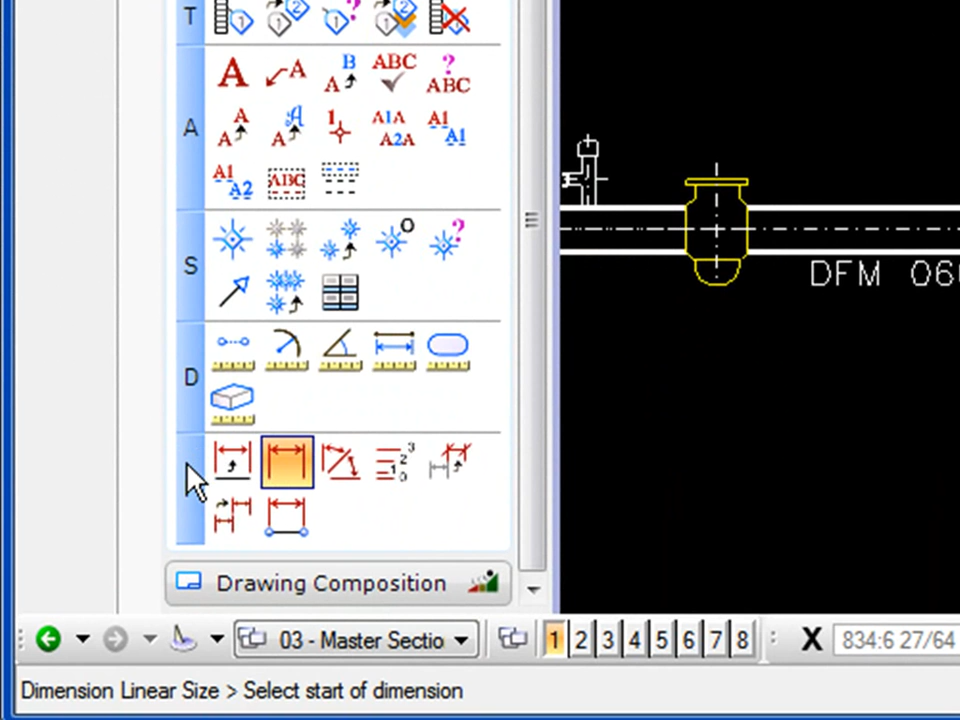 T
A
S
D
DFM 06
Drawing Composition
03 - Master Sectio
1 2 3 4 5 6 7 8
X 834:6 27/64
Dimension Linear Size > Select start of dimension